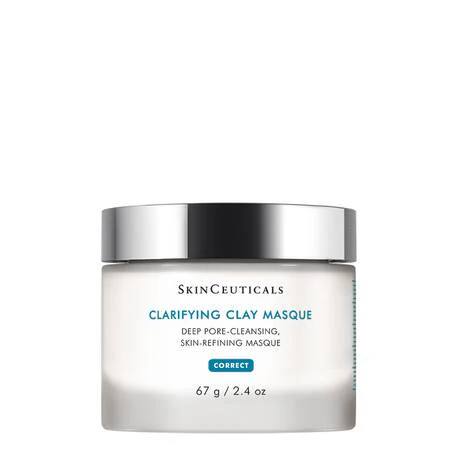 SKINCEUTICALS
CLARIFYING CLAY MASQUE
DEEP PORE-CLEANSING,
SKIN-REFINING MASQUE
CORRECT
67 g / 2.4 oz